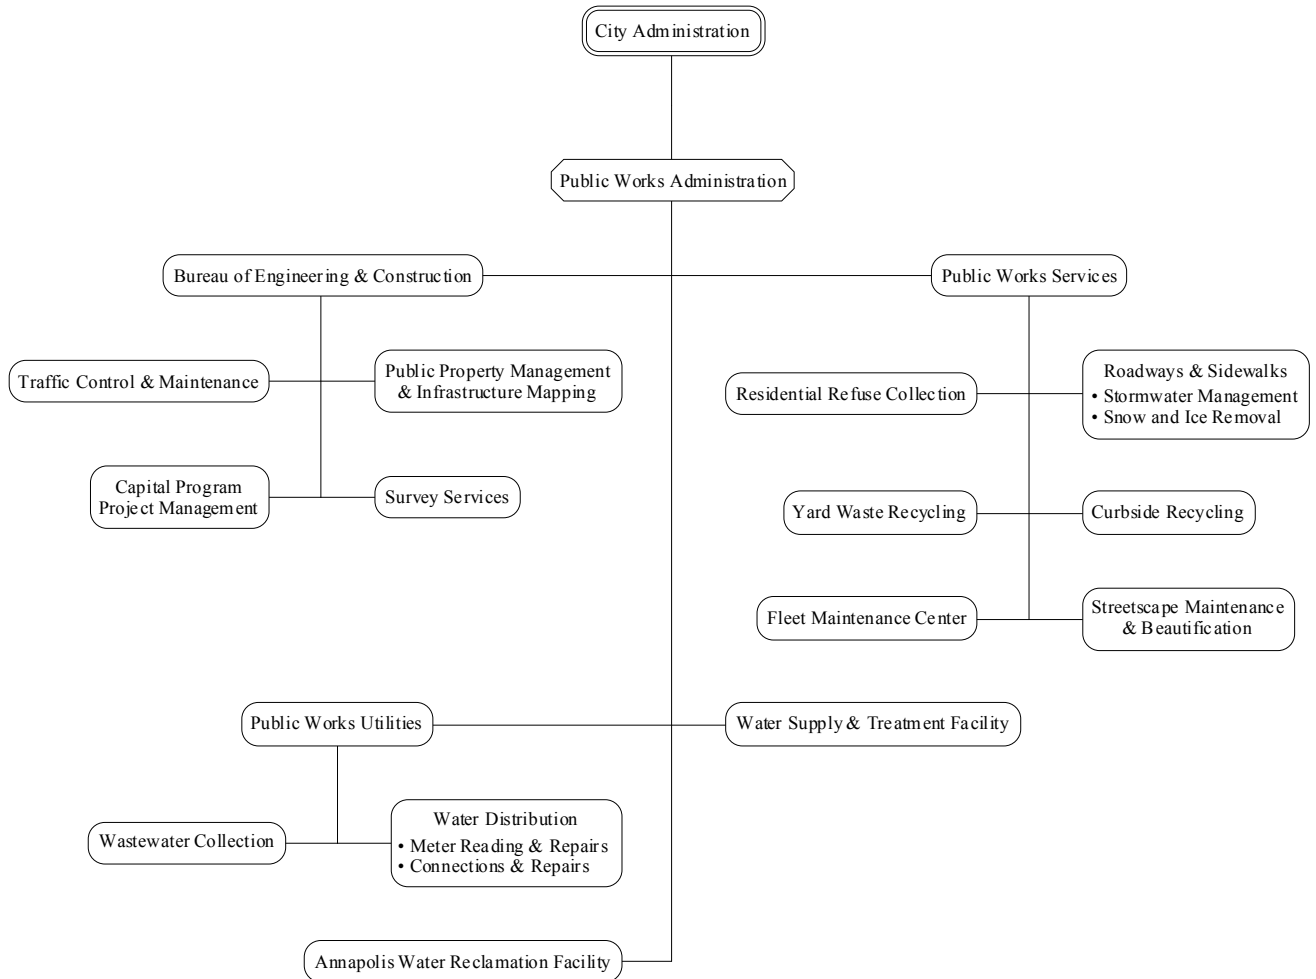 City Administration
Public Works Administration
Bureau of Engineering & Construction
Public Works Services
Traffic Control & Maintenance
Public Property Management
& Infrastructure Mapping
Residential Refuse Collection
Roadways & Sidewalks
• Stormwater Management
• Snow and Ice Removal
Capital Program
Project Management
Survey Services
Yard Waste Recycling
Curbside Recycling
Fleet Maintenance Center
Streetscape Maintenance
& Beautification
Public Works Utilities
Water Supply & Treatment Facility
Wastewater Collection
Water Distribution
• Meter Reading & Repairs
• Connections & Repairs
Annapolis Water Reclamation Facility